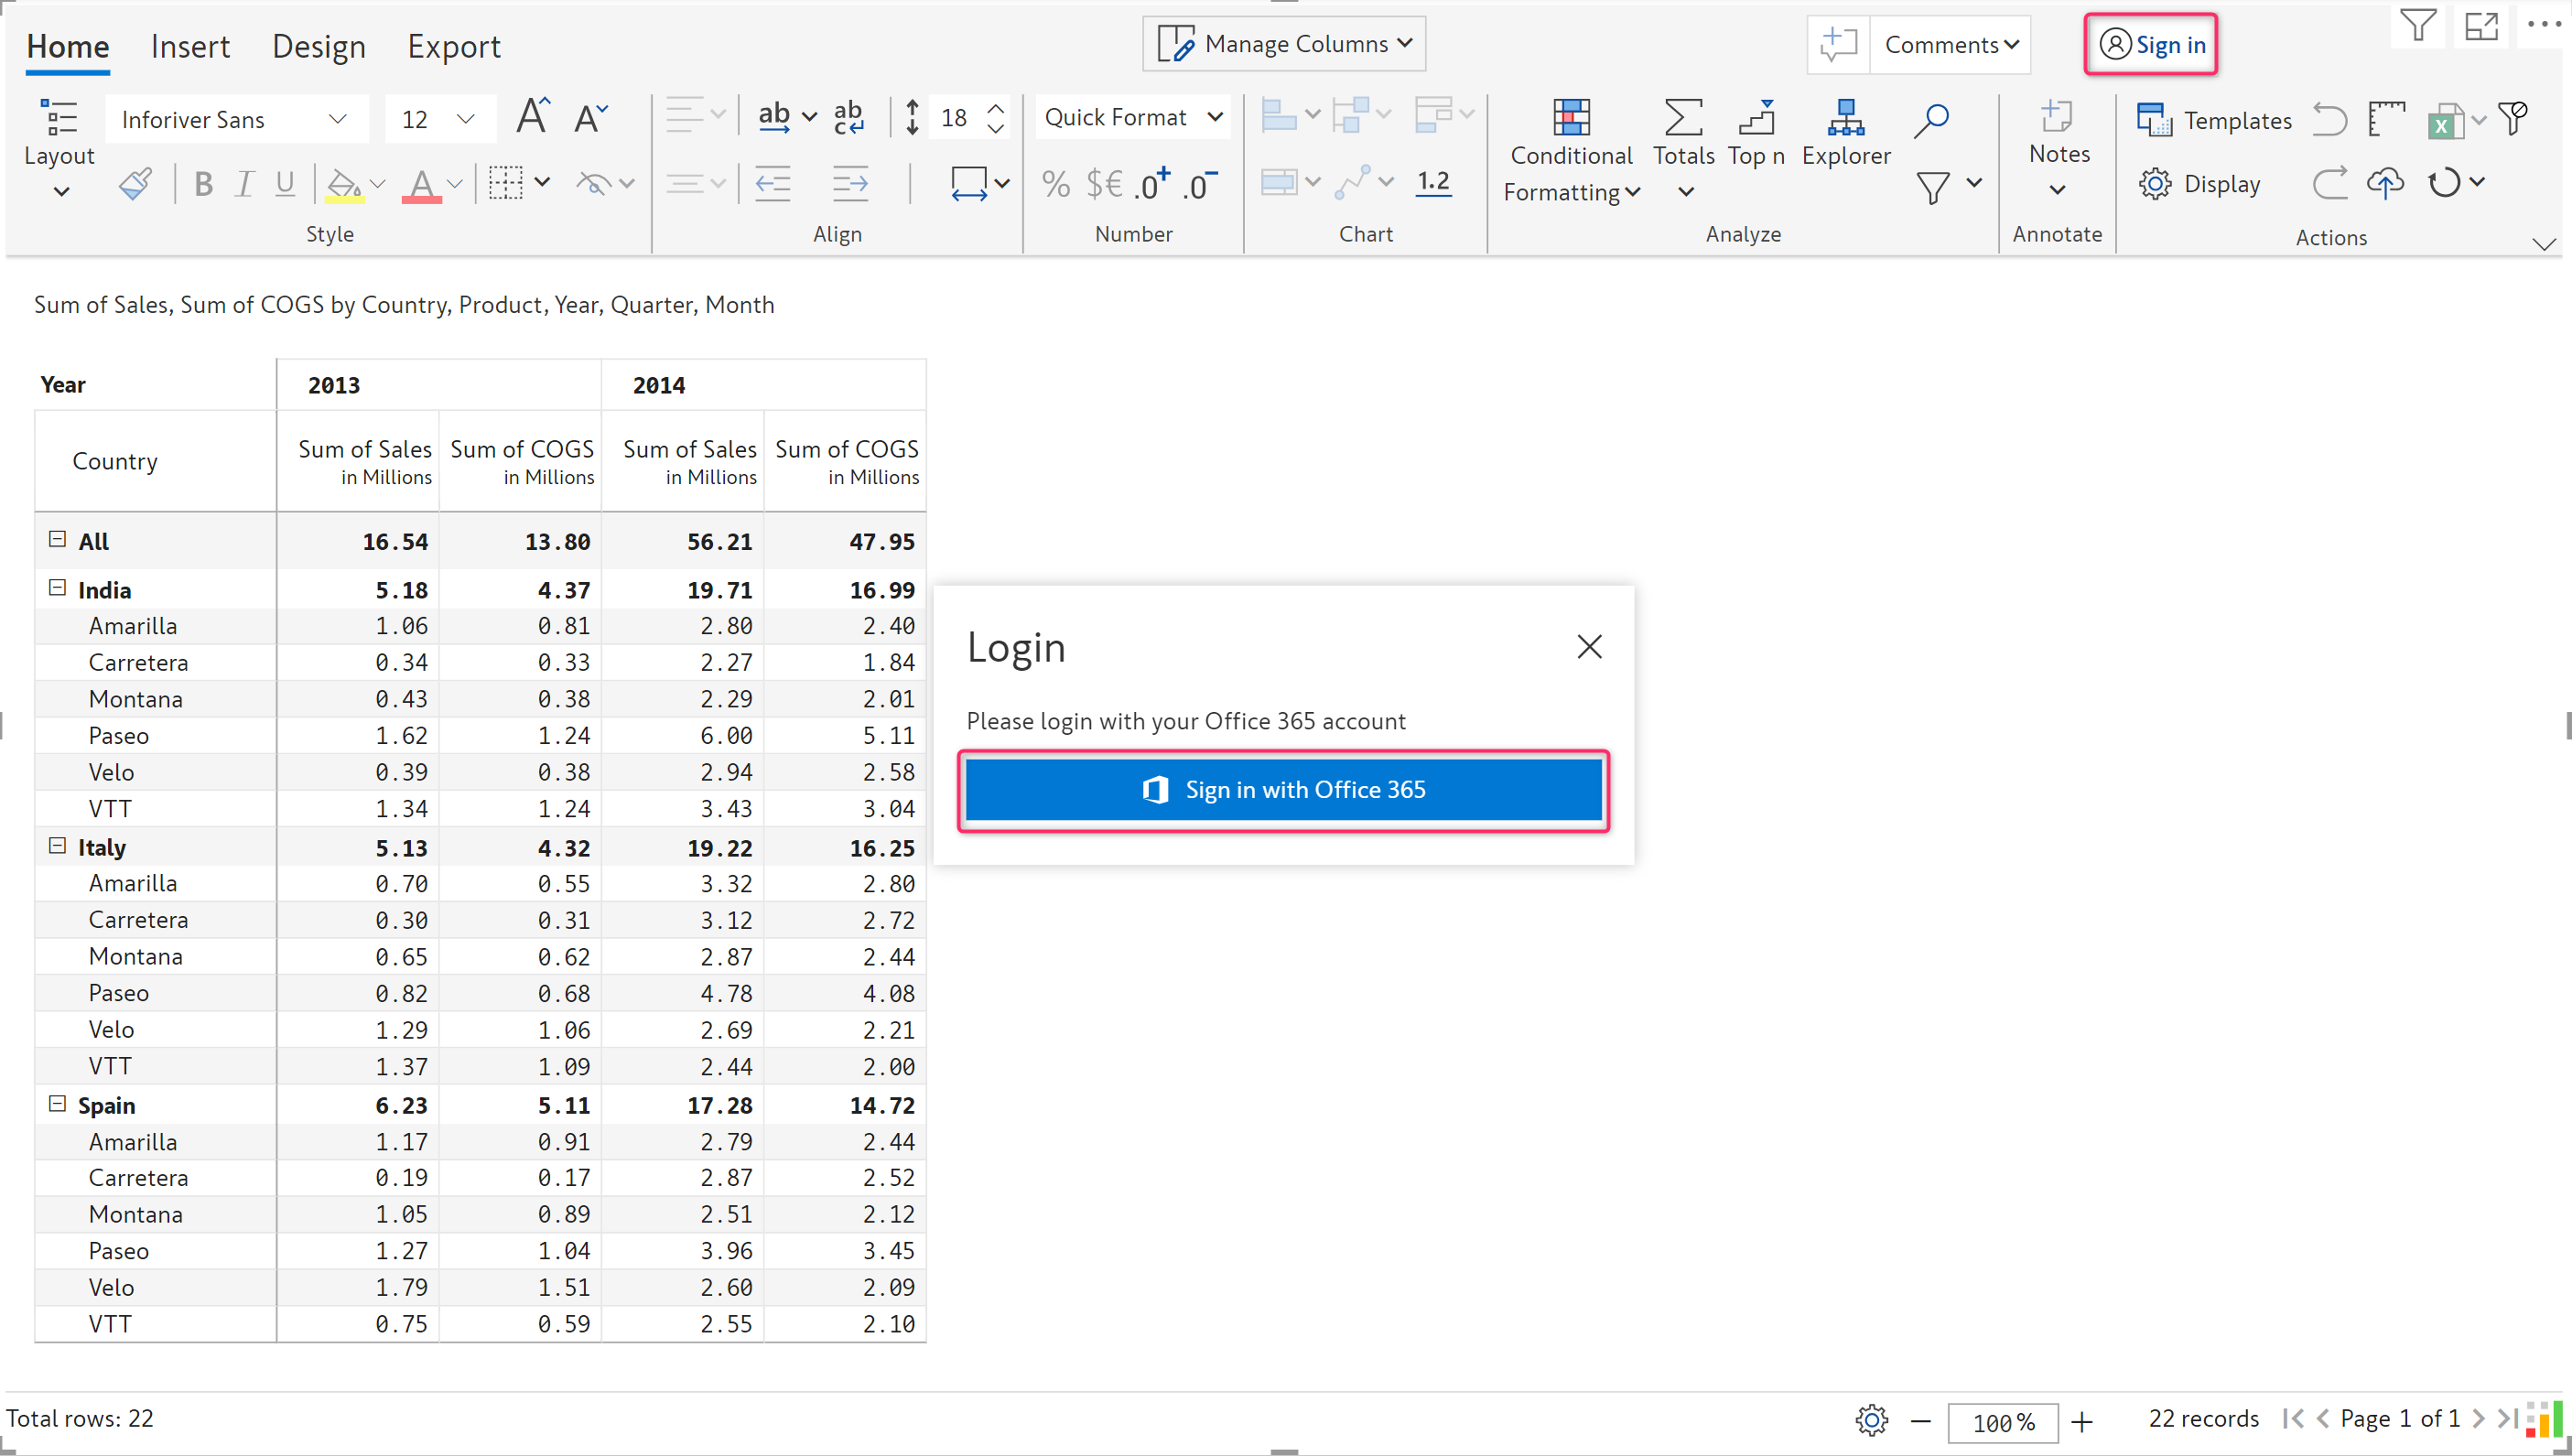 Home Insert Design Export Manage Columns Comments Sign in
Inforiver Sans 12 A A ab ab c 18 Quick Format Templates
Layout Conditional Formatting Totals Top n Explorer Notes
B I U A % $€ .0+ .0- 1.2 Display
Style Align Number Chart Analyze Annotate Actions
Sum of Sales, Sum of COGS by Country, Product, Year, Quarter, Month
Year 2013 2014
Country Sum of Sales in Millions Sum of COGS in Millions Sum of Sales in Millions Sum of COGS in Millions
All 16.54 13.80 56.21 47.95
India 5.18 4.37 19.71 16.99
Amarilla 1.06 0.81 2.80 2.40
Carretera 0.34 0.33 2.27 1.84
Montana 0.43 0.38 2.29 2.01
Paseo 1.62 1.24 6.00 5.11
Velo 0.39 0.38 2.94 2.58
VTT 1.34 1.24 3.43 3.04
Italy 5.13 4.32 19.22 16.25
Amarilla 0.70 0.55 3.32 2.80
Carretera 0.30 0.31 3.12 2.72
Montana 0.65 0.62 2.87 2.44
Paseo 0.82 0.68 4.78 4.08
Velo 1.29 1.06 2.69 2.21
VTT 1.37 1.09 2.44 2.00
Spain 6.23 5.11 17.28 14.72
Amarilla 1.17 0.91 2.79 2.44
Carretera 0.19 0.17 2.87 2.52
Montana 1.05 0.89 2.51 2.12
Paseo 1.27 1.04 3.96 3.45
Velo 1.79 1.51 2.60 2.09
VTT 0.75 0.59 2.55 2.10
Login
Please login with your Office 365 account
Sign in with Office 365
Total rows: 22 100% 22 records Page 1 of 1